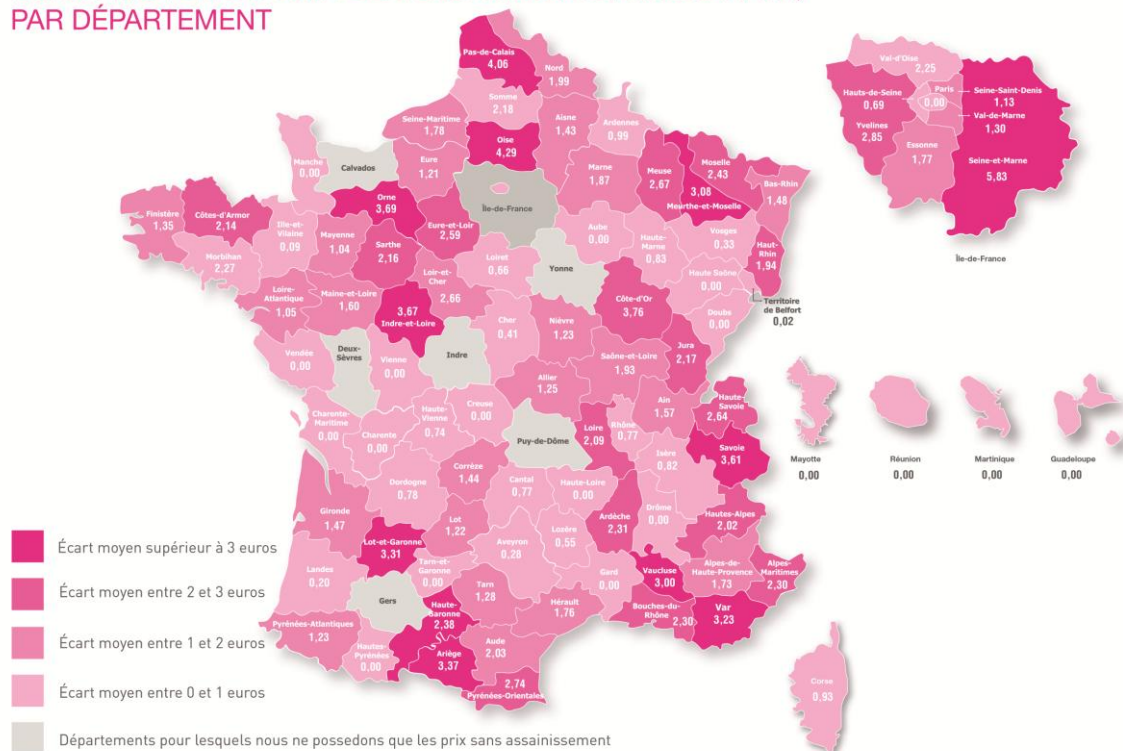 PAR DÉPARTEMENT
Pas-de-Calais
4,06
Nord
1,99
Somme
2,18
Seine-Maritime
1,78
Aisne
1,43
Ardennes
0,99
Oise
4,29
Manche
0,00
Calvados
Eure
1,21
Marne
1,87
Meuse
2,67
Moselle
2,43
3,08
Meurthe-et-Moselle
Bas-Rhin
1,48
Orne
3,69
Île-de-France
Finistère
1,35
Côtes-d'Armor
2,14
Ille-et-
Vilaine
0,09
Mayenne
1,04
Eure-et-Loir
2,59
Aube
0,00
Haute-
Marne
0,83
Vosges
0,33
Haut-
Rhin
1,94
Morbihan
2,27
Sarthe
2,16
Loiret
0,66
Yonne
Haute Saône
0,00
Territoire
de Belfort
0,02
Loire-
Atlantique
1,05
Maine-et-Loire
1,60
Loir-et-
Cher
2,66
3,67
Indre-et-Loire
Cher
0,41
Nièvre
1,23
Côte-d'Or
3,76
Doubs
0,00
Vendée
0,00
Deux-
Sèvres
Vienne
0,00
Indre
Saône-et-Loire
1,93
Jura
2,17
Allier
1,25
Creuse
0,00
Charente-
Maritime
0,00
Charente
0,00
Haute-
Vienne
0,74
Puy-de-Dôme
Loire
2,09
Rhône
0,77
Ain
1,57
Haute-
Savoie
2,64
Savoie
3,61
Isère
0,82
Corrèze
1,44
Dordogne
0,78
Cantal
0,77
Haute-Loire
0,00
Ardèche
2,31
Drôme
0,00
Hautes-Alpes
2,02
Gironde
1,47
Lot
1,22
Lot-et-Garonne
3,31
Aveyron
0,28
Lozère
0,55
Landes
0,20
Tarn-et-
Garonne
0,00
Gard
0,00
Vaucluse
3,00
Alpes-de-
Haute-Provence
1,73
Alpes-
Maritimes
2,30
Gers
Tarn
1,28
Hérault
1,76
Bouches-du-
Rhône
2,30
Var
3,23
Haute-
Garonne
2,38
Pyrénées-Atlantiques
1,23
Hautes-
Pyrénées
0,00
Ariège
3,37
Aude
2,03
2,74
Pyrénées-Orientales
Corse
0,93
Val-d'Oise
2,25
Hauts-de-Seine
0,69
Paris
0,00
Seine-Saint-Denis
1,13
Val-de-Marne
1,30
Yvelines
2,85
Essonne
1,77
Seine-et-Marne
5,83
Île-de-France
Mayotte
0,00
Réunion
0,00
Martinique
0,00
Guadeloupe
0,00
Écart moyen supérieur à 3 euros
Écart moyen entre 2 et 3 euros
Écart moyen entre 1 et 2 euros
Écart moyen entre 0 et 1 euros
Départements pour lesquels nous ne possedons que les prix sans assainissement